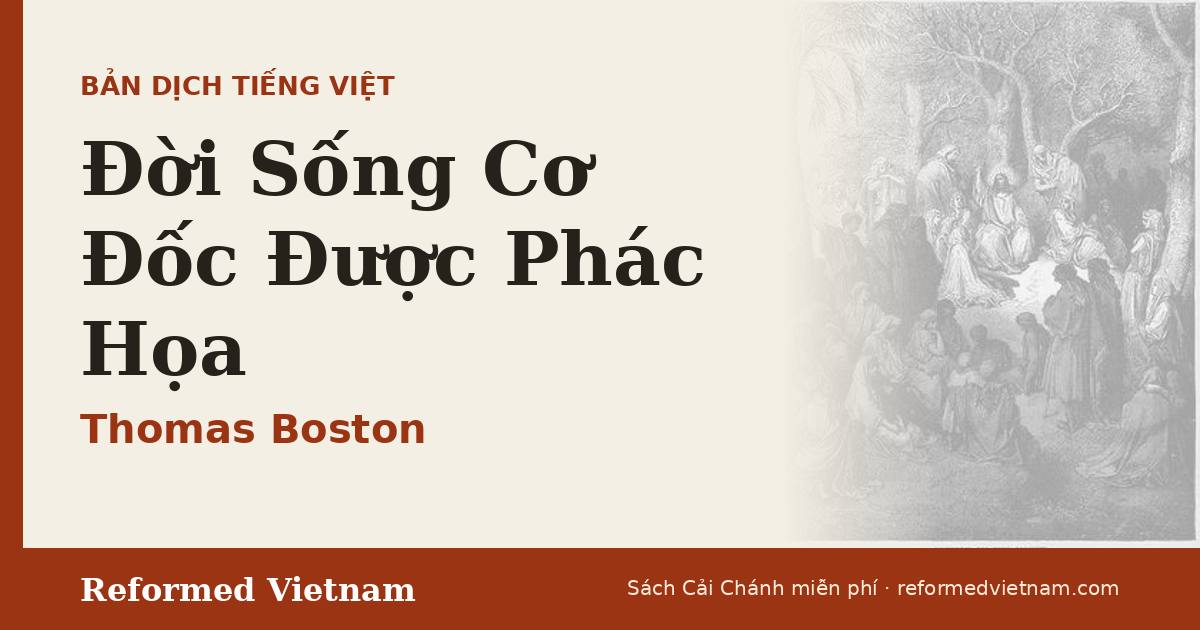 BẢN DỊCH TIẾNG VIỆT
Đời Sống Cơ
Đốc Được Phác
Họa
Thomas Boston
Reformed Vietnam
Sách Cải Chánh miễn phí · reformedvietnam.com